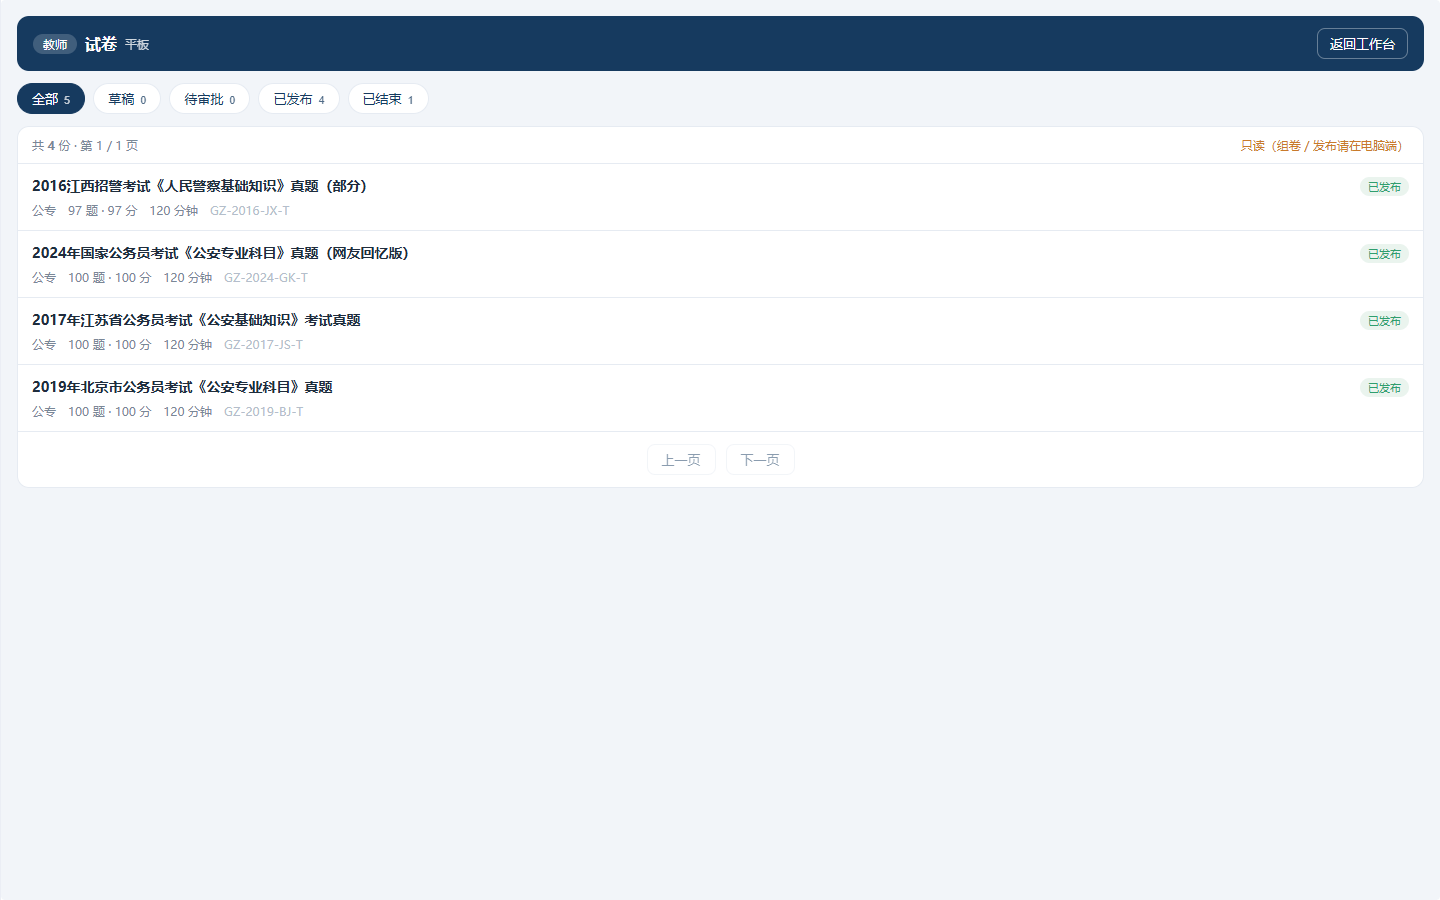 教师 试卷 平板 返回工作台
全部 5 草稿 0 待审批 0 已发布 4 已结束 1
共 4 份 · 第 1 / 1 页 只读（组卷 / 发布请在电脑端）
2016江西招警考试《人民警察基础知识》真题（部分） 已发布
公专 97 题 · 97 分 120 分钟 GZ-2016-JX-T
2024年国家公务员考试《公安专业科目》真题（网友回忆版） 已发布
公专 100 题 · 100 分 120 分钟 GZ-2024-GK-T
2017年江苏省公务员考试《公安基础知识》考试真题 已发布
公专 100 题 · 100 分 120 分钟 GZ-2017-JS-T
2019年北京市公务员考试《公安专业科目》真题 已发布
公专 100 题 · 100 分 120 分钟 GZ-2019-BJ-T
上一页 下一页